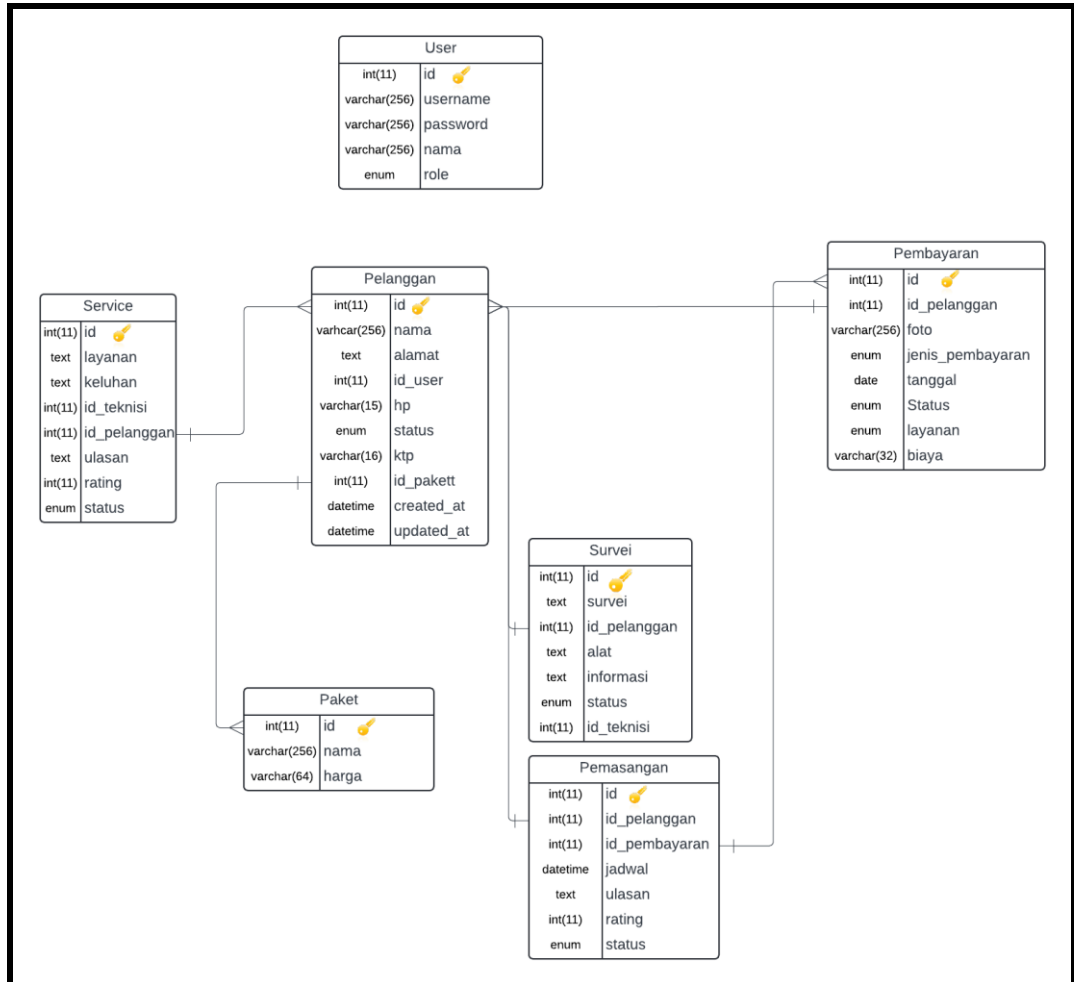 User
int(11) id
varchar(256) username
varchar(256) password
varchar(256) nama
enum role
Service
int(11) id
text layanan
text keluhan
int(11) id_teknisi
int(11) id_pelanggan
text ulasan
int(11) rating
enum status
Pelanggan
int(11) id
varhcar(256) nama
text alamat
int(11) id_user
varchar(15) hp
enum status
varchar(16) ktp
int(11) id_pakett
datetime created_at
datetime updated_at
Pembayaran
int(11) id
int(11) id_pelanggan
varchar(256) foto
enum jenis_pembayaran
date tanggal
enum Status
enum layanan
varchar(32) biaya
Survei
int(11) id
text survei
int(11) id_pelanggan
text alat
text informasi
enum status
int(11) id_teknisi
Paket
int(11) id
varchar(256) nama
varchar(64) harga
Pemasangan
int(11) id
int(11) id_pelanggan
int(11) id_pembayaran
datetime jadwal
text ulasan
int(11) rating
enum status